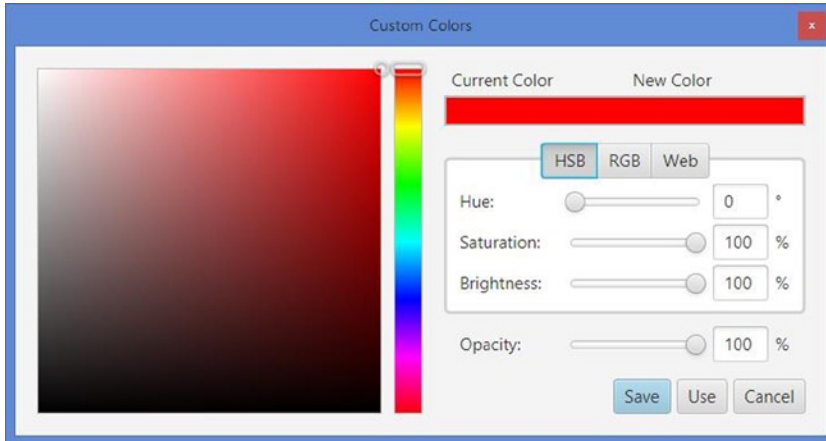 Custom Colors
x
Current Color New Color
HSB RGB Web
Hue: 0 °
Saturation: 100 %
Brightness: 100 %
Opacity: 100 %
Save Use Cancel